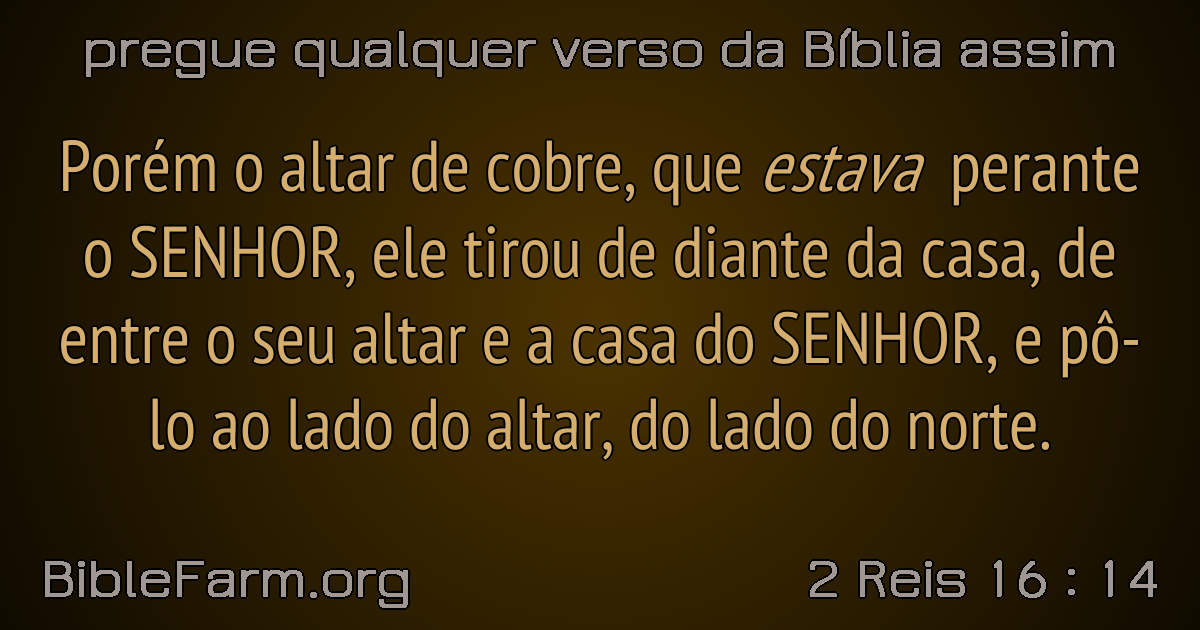 pregue qualquer verso da Bíblia assim
Porém o altar de cobre, que estava perante
o SENHOR, ele tirou de diante da casa, de
entre o seu altar e a casa do SENHOR, e pô-
lo ao lado do altar, do lado do norte.
BibleFarm.org
2 Reis 16 : 14